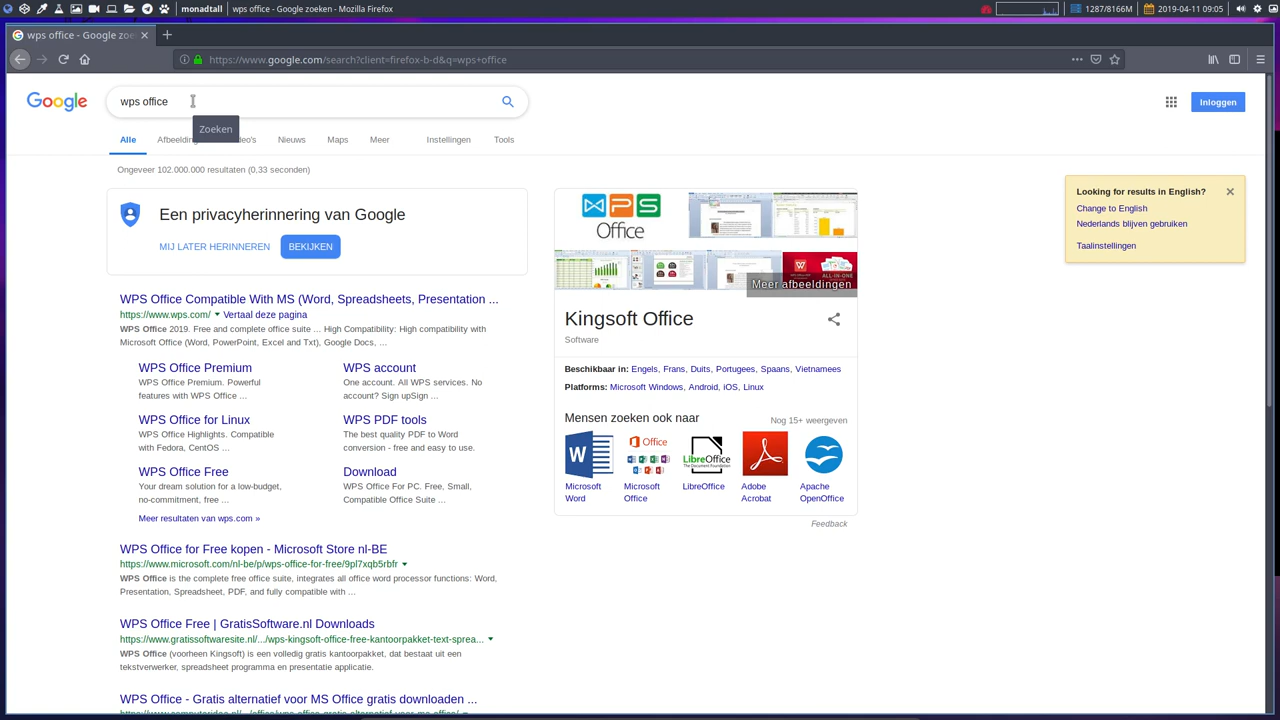 monadtall
wps office - Google zoeken - Mozilla Firefox
1287/8166M
2019-04-11 09:05
wps office - Google zoe
https://www.google.com/search?client=firefox-b-d&q=wps+office
Google
wps office
Inloggen
Zoeken
Alle
Nieuws
Maps
Meer
Instellingen
Tools
Ongeveer 102.000.000 resultaten (0,33 seconden)
Een privacyherinnering van Google
MIJ LATER HERINNEREN
BEKIJKEN
WPS Office Compatible With MS (Word, Spreadsheets, Presentation ...
https://www.wps.com/
Vertaal deze pagina
WPS Office 2019. Free and complete office suite ... High Compatibility: High compatibility with
Microsoft Office (Word, PowerPoint, Excel and Txt), Google Docs, ...
WPS Office Premium
WPS Office Premium. Powerful
features with WPS Office ...
WPS account
One account. All WPS services. No
account? Sign upSign ...
WPS Office for Linux
WPS Office Highlights. Compatible
with Fedora, CentOS ...
WPS PDF tools
The best quality PDF to Word
conversion - free and easy to use.
WPS Office Free
Your dream solution for a low-budget,
no-commitment, free ...
Download
WPS Office For PC. Free, Small,
Compatible Office Suite ...
Meer resultaten van wps.com »
WPS Office for Free kopen - Microsoft Store nl-BE
https://www.microsoft.com/nl-be/p/wps-office-for-free/9pl7xqb5rbfr
WPS Office is the complete free office suite, integrates all office word processor functions: Word,
Presentation, Spreadsheet, PDF, and fully compatible with ...
WPS Office Free | GratisSoftware.nl Downloads
https://www.gratissoftwaresite.nl/.../wps-kingsoft-office-free-kantoorpakket-text-sprea...
WPS Office (voorheen Kingsoft) is een volledig gratis kantoorpakket, dat bestaat uit een
tekstverwerker, spreadsheet programma en presentatie applicatie.
WPS Office - Gratis alternatief voor MS Office gratis downloaden ...
WPS
Office
ALL-IN-ONE
Meer afbeeldingen
Kingsoft Office
Software
Beschikbaar in: Engels, Frans, Duits, Portugees, Spaans, Vietnamees
Platforms: Microsoft Windows, Android, iOS, Linux
Mensen zoeken ook naar
Nog 15+ weergeven
Office
LibreOffice
Microsoft
Word
Microsoft
Office
LibreOffice
Adobe
Acrobat
Apache
OpenOffice
Feedback
Looking for results in English?
Change to English
Nederlands blijven gebruiken
Taalinstellingen